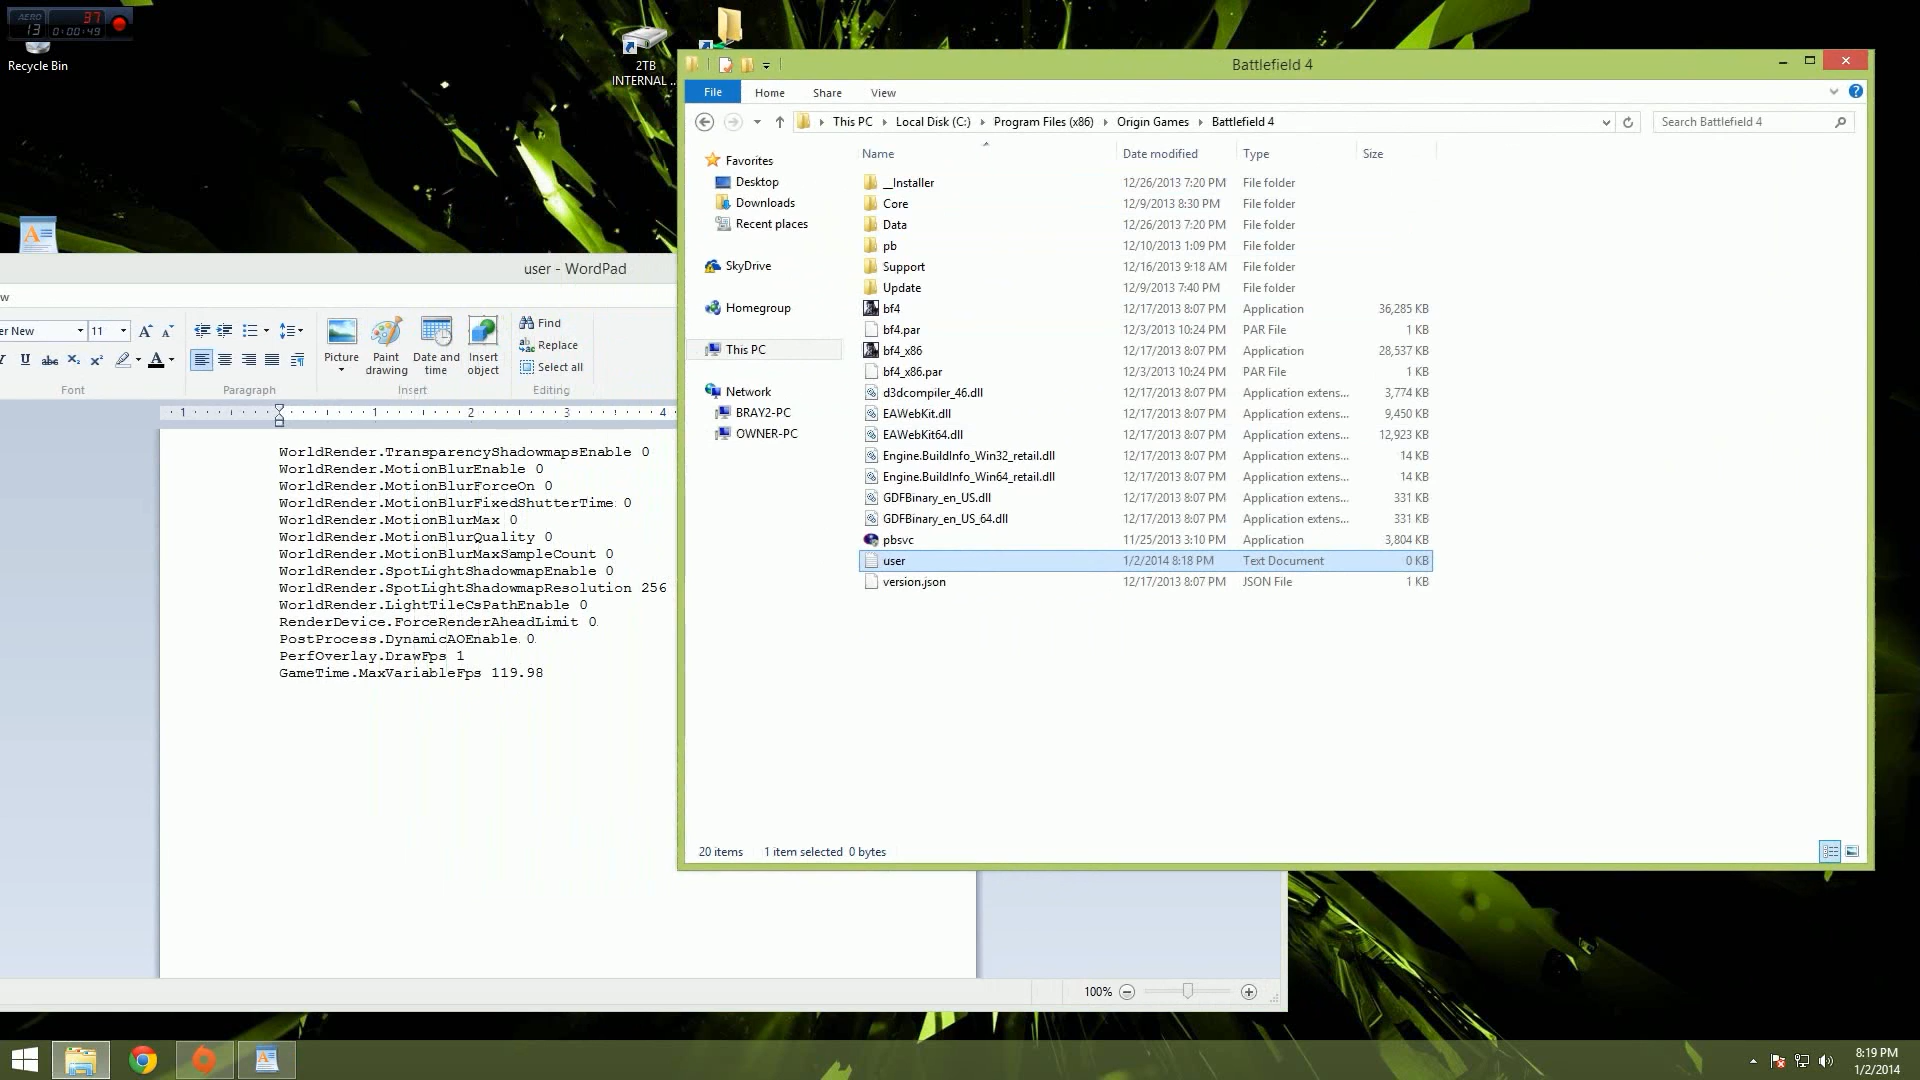 AERO
37
13
0:00:49
Recycle Bin
2TB
INTERNAL ...
user - WordPad
w
er New
11
Find
Replace
Select all
Picture
Paint
drawing
Date and
time
Insert
object
Font
Paragraph
Insert
Editing
1
1
2
3
4
WorldRender.TransparencyShadowmapsEnable 0
WorldRender.MotionBlurEnable 0
WorldRender.MotionBlurForceOn 0
WorldRender.MotionBlurFixedShutterTime 0
WorldRender.MotionBlurMax 0
WorldRender.MotionBlurQuality 0
WorldRender.MotionBlurMaxSampleCount 0
WorldRender.SpotLightShadowmapEnable 0
WorldRender.SpotLightShadowmapResolution 256
WorldRender.LightTileCsPathEnable 0
RenderDevice.ForceRenderAheadLimit 0
PostProcess.DynamicAOEnable 0
PerfOverlay.DrawFps 1
GameTime.MaxVariableFps 119.98
100%
Battlefield 4
File
Home
Share
View
This PC
Local Disk (C:)
Program Files (x86)
Origin Games
Battlefield 4
Search Battlefield 4
Favorites
Desktop
Downloads
Recent places
SkyDrive
Homegroup
This PC
Network
BRAY2-PC
OWNER-PC
Name Date modified Type Size
__Installer 12/26/2013 7:20 PM File folder
Core 12/9/2013 8:30 PM File folder
Data 12/26/2013 7:20 PM File folder
pb 12/10/2013 1:09 PM File folder
Support 12/16/2013 9:18 AM File folder
Update 12/9/2013 7:40 PM File folder
bf4 12/17/2013 8:07 PM Application 36,285 KB
bf4.par 12/3/2013 10:24 PM PAR File 1 KB
bf4_x86 12/17/2013 8:07 PM Application 28,537 KB
bf4_x86.par 12/3/2013 10:24 PM PAR File 1 KB
d3dcompiler_46.dll 12/17/2013 8:07 PM Application extens... 3,774 KB
EAWebKit.dll 12/17/2013 8:07 PM Application extens... 9,450 KB
EAWebKit64.dll 12/17/2013 8:07 PM Application extens... 12,923 KB
Engine.BuildInfo_Win32_retail.dll 12/17/2013 8:07 PM Application extens... 14 KB
Engine.BuildInfo_Win64_retail.dll 12/17/2013 8:07 PM Application extens... 14 KB
GDFBinary_en_US.dll 12/17/2013 8:07 PM Application extens... 331 KB
GDFBinary_en_US_64.dll 12/17/2013 8:07 PM Application extens... 331 KB
pbsvc 11/25/2013 3:10 PM Application 3,804 KB
user 1/2/2014 8:18 PM Text Document 0 KB
version.json 12/17/2013 8:07 PM JSON File 1 KB
20 items 1 item selected 0 bytes
8:19 PM
1/2/2014